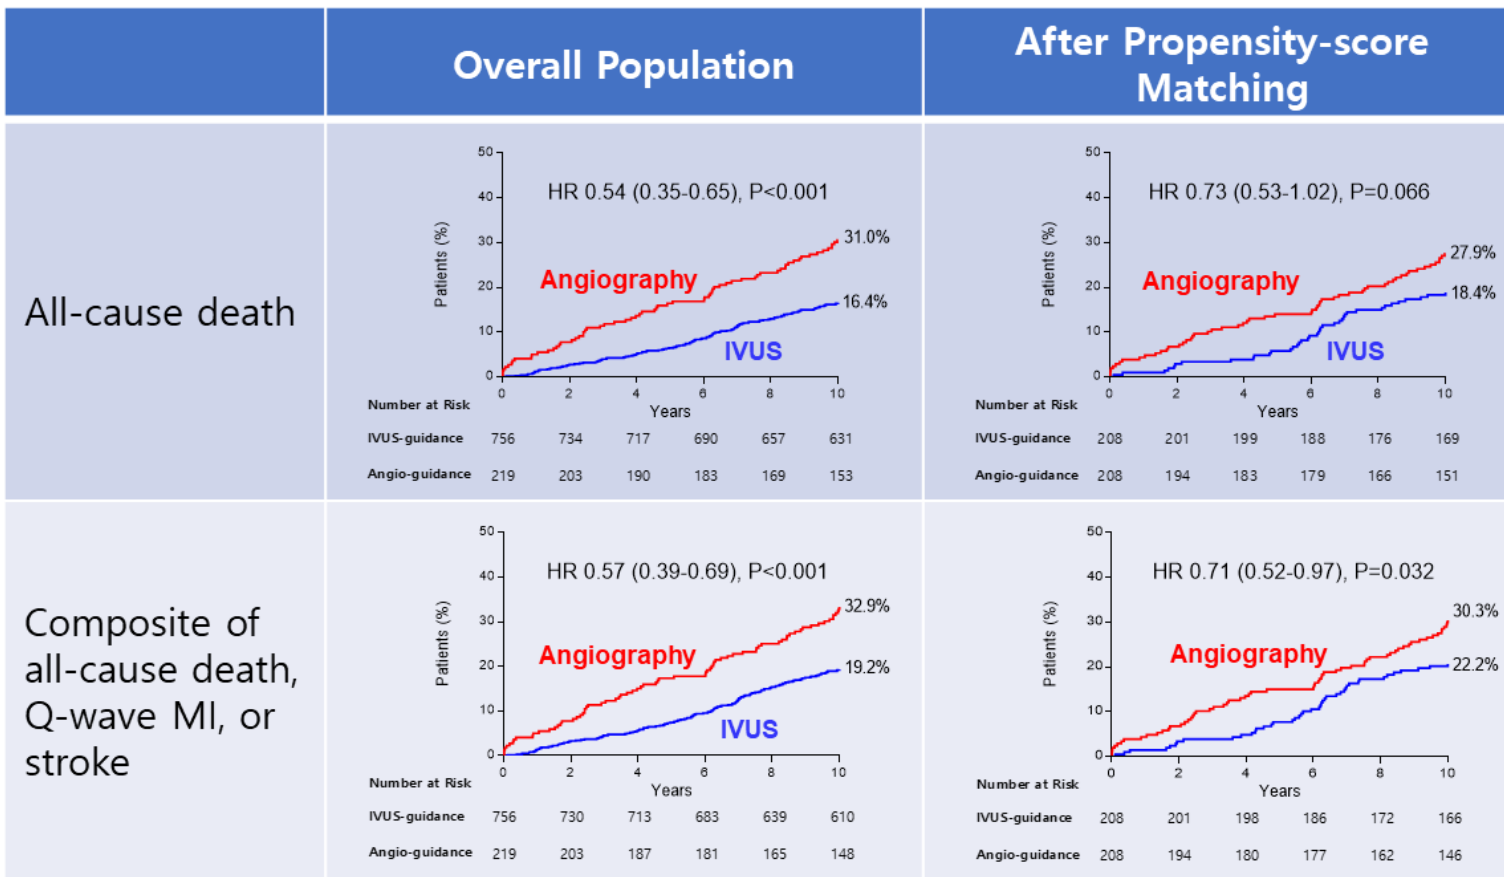 Overall Population
After Propensity-score
Matching
All-cause death
50
40
30
20
10
0
Patients (%)
HR 0.54 (0.35-0.65), P<0.001
31.0%
Angiography
16.4%
IVUS
0 2 4 6 8 10
Years
Number at Risk
IVUS-guidance 756 734 717 690 657 631
Angio-guidance 219 203 190 183 169 153
50
40
30
20
10
0
Patients (%)
HR 0.73 (0.53-1.02), P=0.066
27.9%
Angiography
18.4%
IVUS
0 2 4 6 8 10
Years
Number at Risk
IVUS-guidance 208 201 199 188 176 169
Angio-guidance 208 194 183 179 166 151
Composite of
all-cause death,
Q-wave MI, or
stroke
50
40
30
20
10
0
Patients (%)
HR 0.57 (0.39-0.69), P<0.001
32.9%
Angiography
19.2%
IVUS
0 2 4 6 8 10
Years
Number at Risk
IVUS-guidance 756 730 713 683 639 610
Angio-guidance 219 203 187 181 165 148
50
40
30
20
10
0
Patients (%)
HR 0.71 (0.52-0.97), P=0.032
30.3%
Angiography
22.2%
IVUS
0 2 4 6 8 10
Years
Number at Risk
IVUS-guidance 208 201 198 186 172 166
Angio-guidance 208 194 180 177 162 146